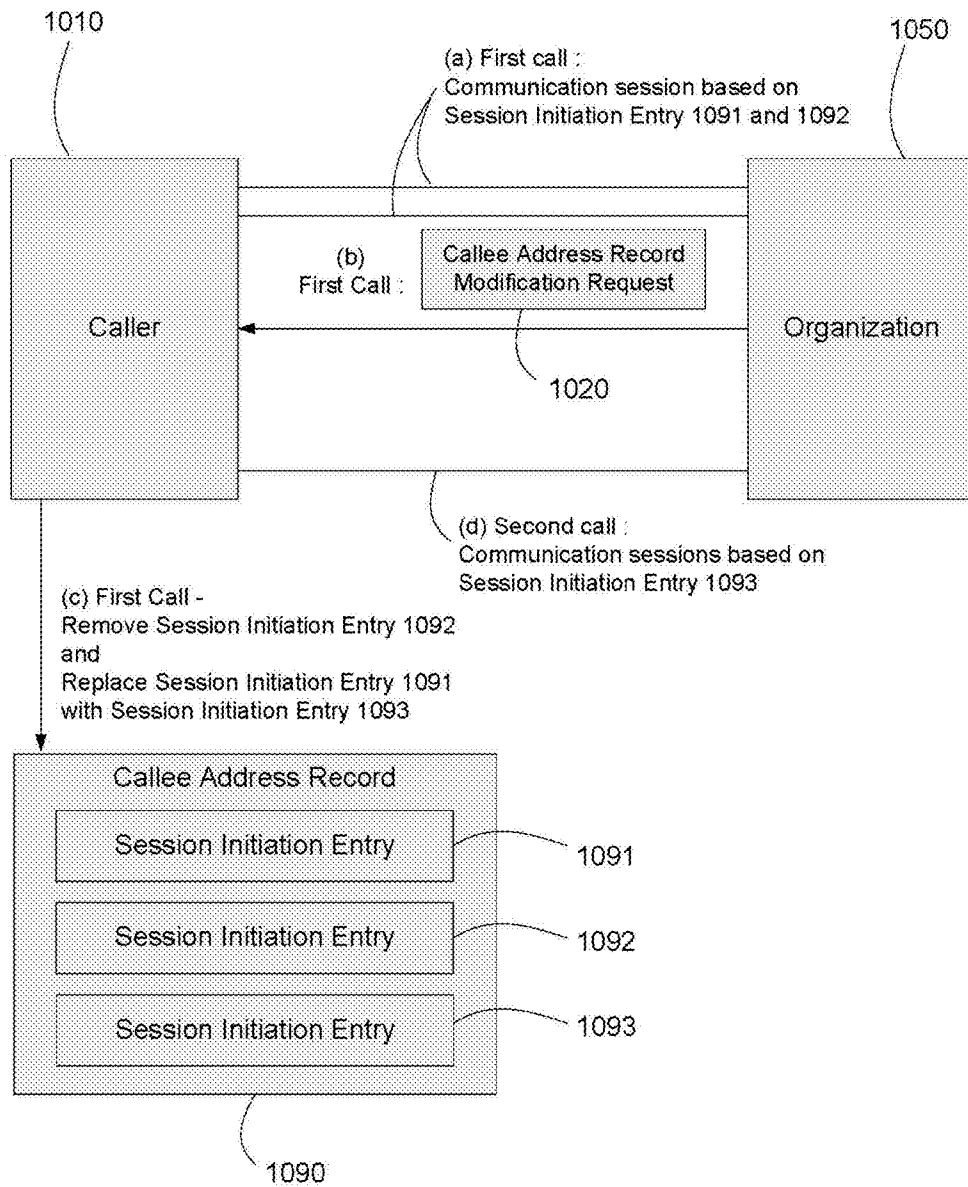 1010
1050
(a) First call :
Communication session based on
Session Initiation Entry 1091 and 1092
(b)
First Call :
Callee Address Record
Modification Request
Caller
Organization
1020
(d) Second call :
Communication sessions based on
Session Initiation Entry 1093
(c) First Call -
Remove Session Initiation Entry 1092
and
Replace Session Initiation Entry 1091
with Session Initiation Entry 1093
Callee Address Record
Session Initiation Entry
1091
Session Initiation Entry
1092
Session Initiation Entry
1093
1090